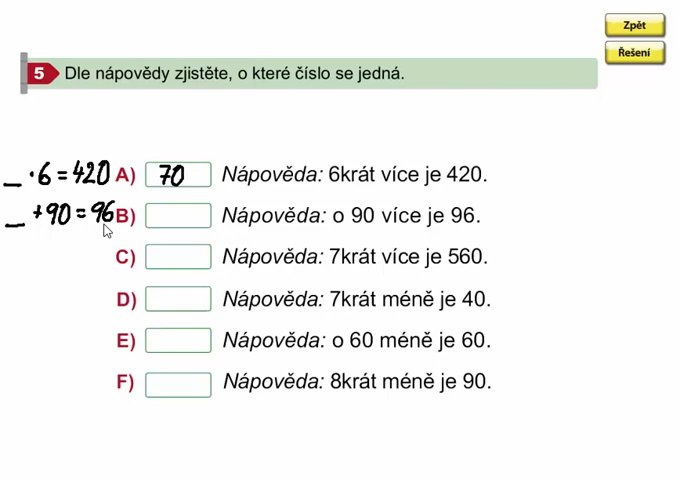 Zpět
Řešení
5 Dle nápovědy zjistěte, o které číslo se jedná.
_ · 6 = 420 A) 70 Nápověda: 6krát více je 420.
_ + 90 = 96 B) Nápověda: o 90 více je 96.
C) Nápověda: 7krát více je 560.
D) Nápověda: 7krát méně je 40.
E) Nápověda: o 60 méně je 60.
F) Nápověda: 8krát méně je 90.